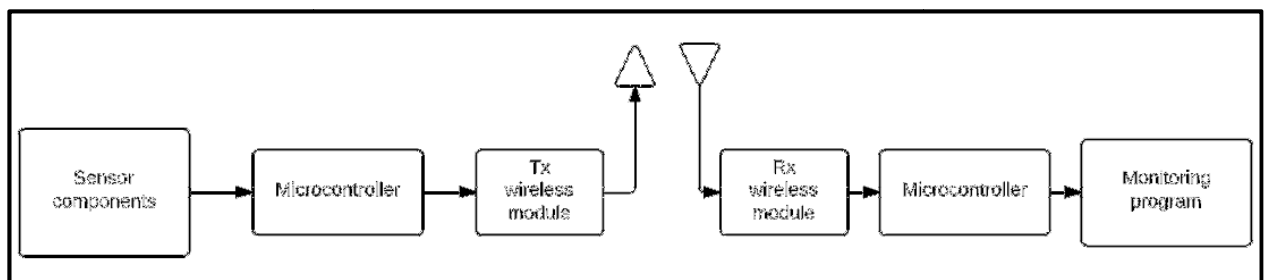 Sensor
components
Microcontroller
Tx
wireless
module
Rx
wireless
module
Microcontroller
Monitoring
program